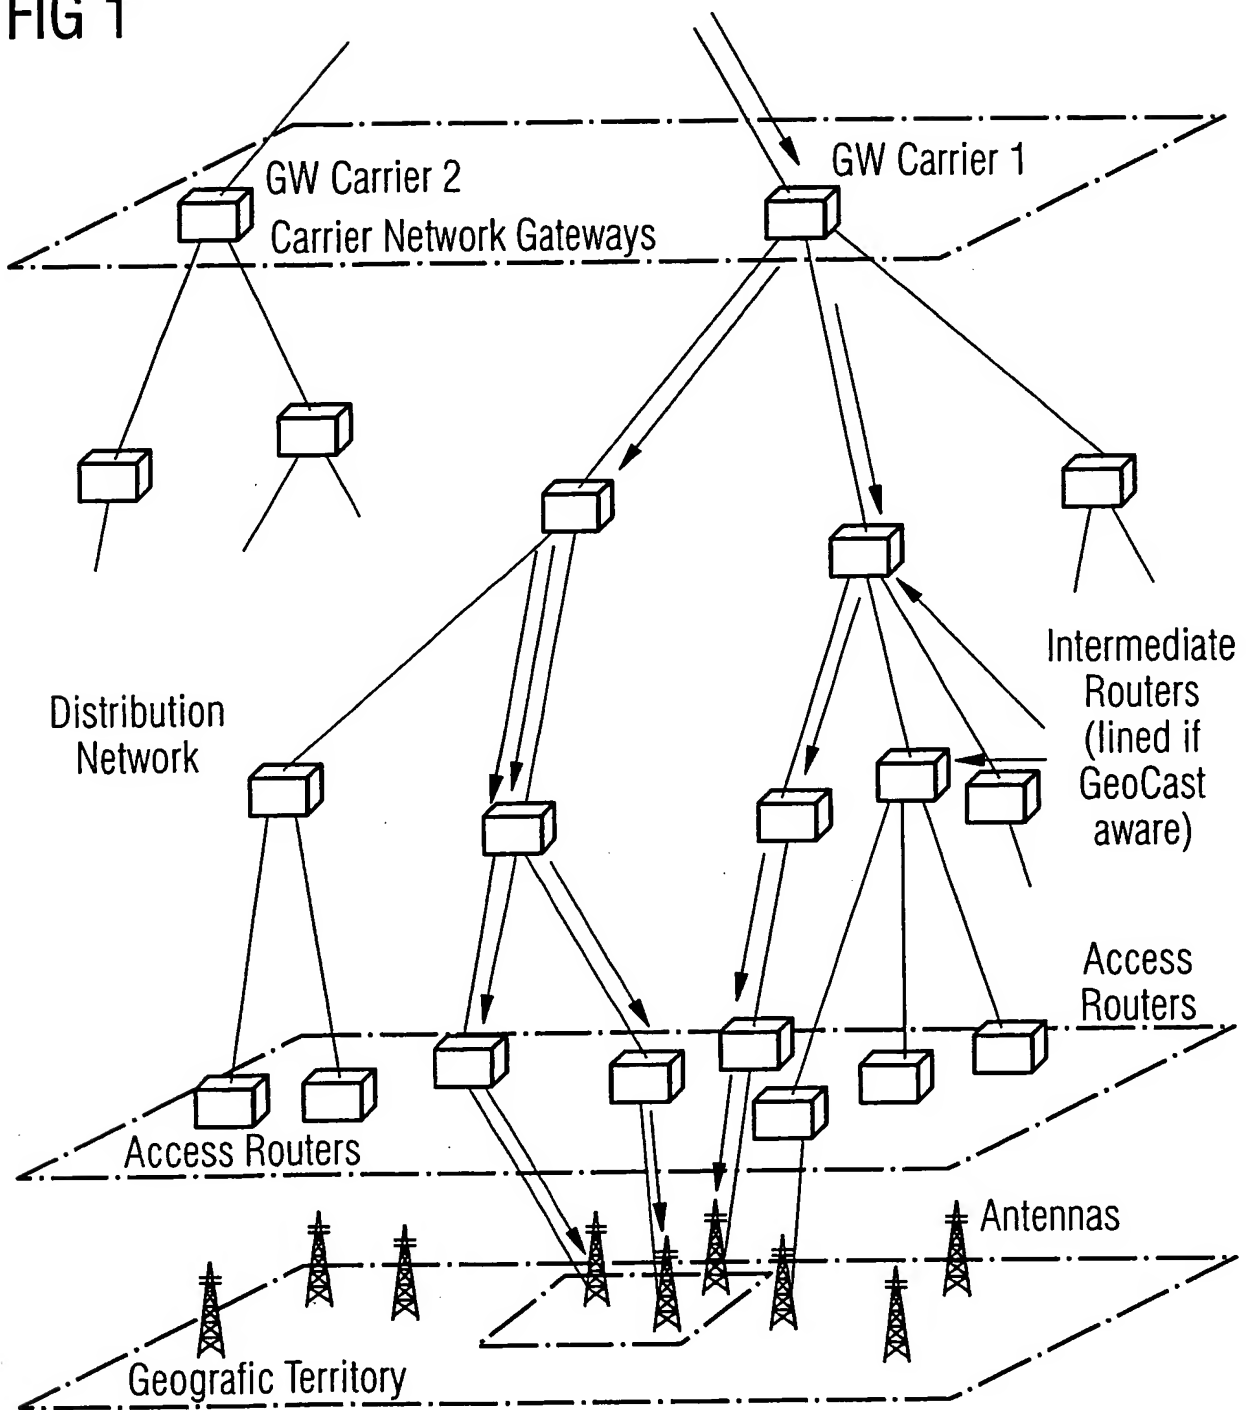 FIG 1
GW Carrier 1
GW Carrier 2
Carrier Network Gateways
Intermediate
Routers
(lined if
GeoCast
aware)
Distribution
Network
Access
Routers
Access Routers
Antennas
Geografic Territory